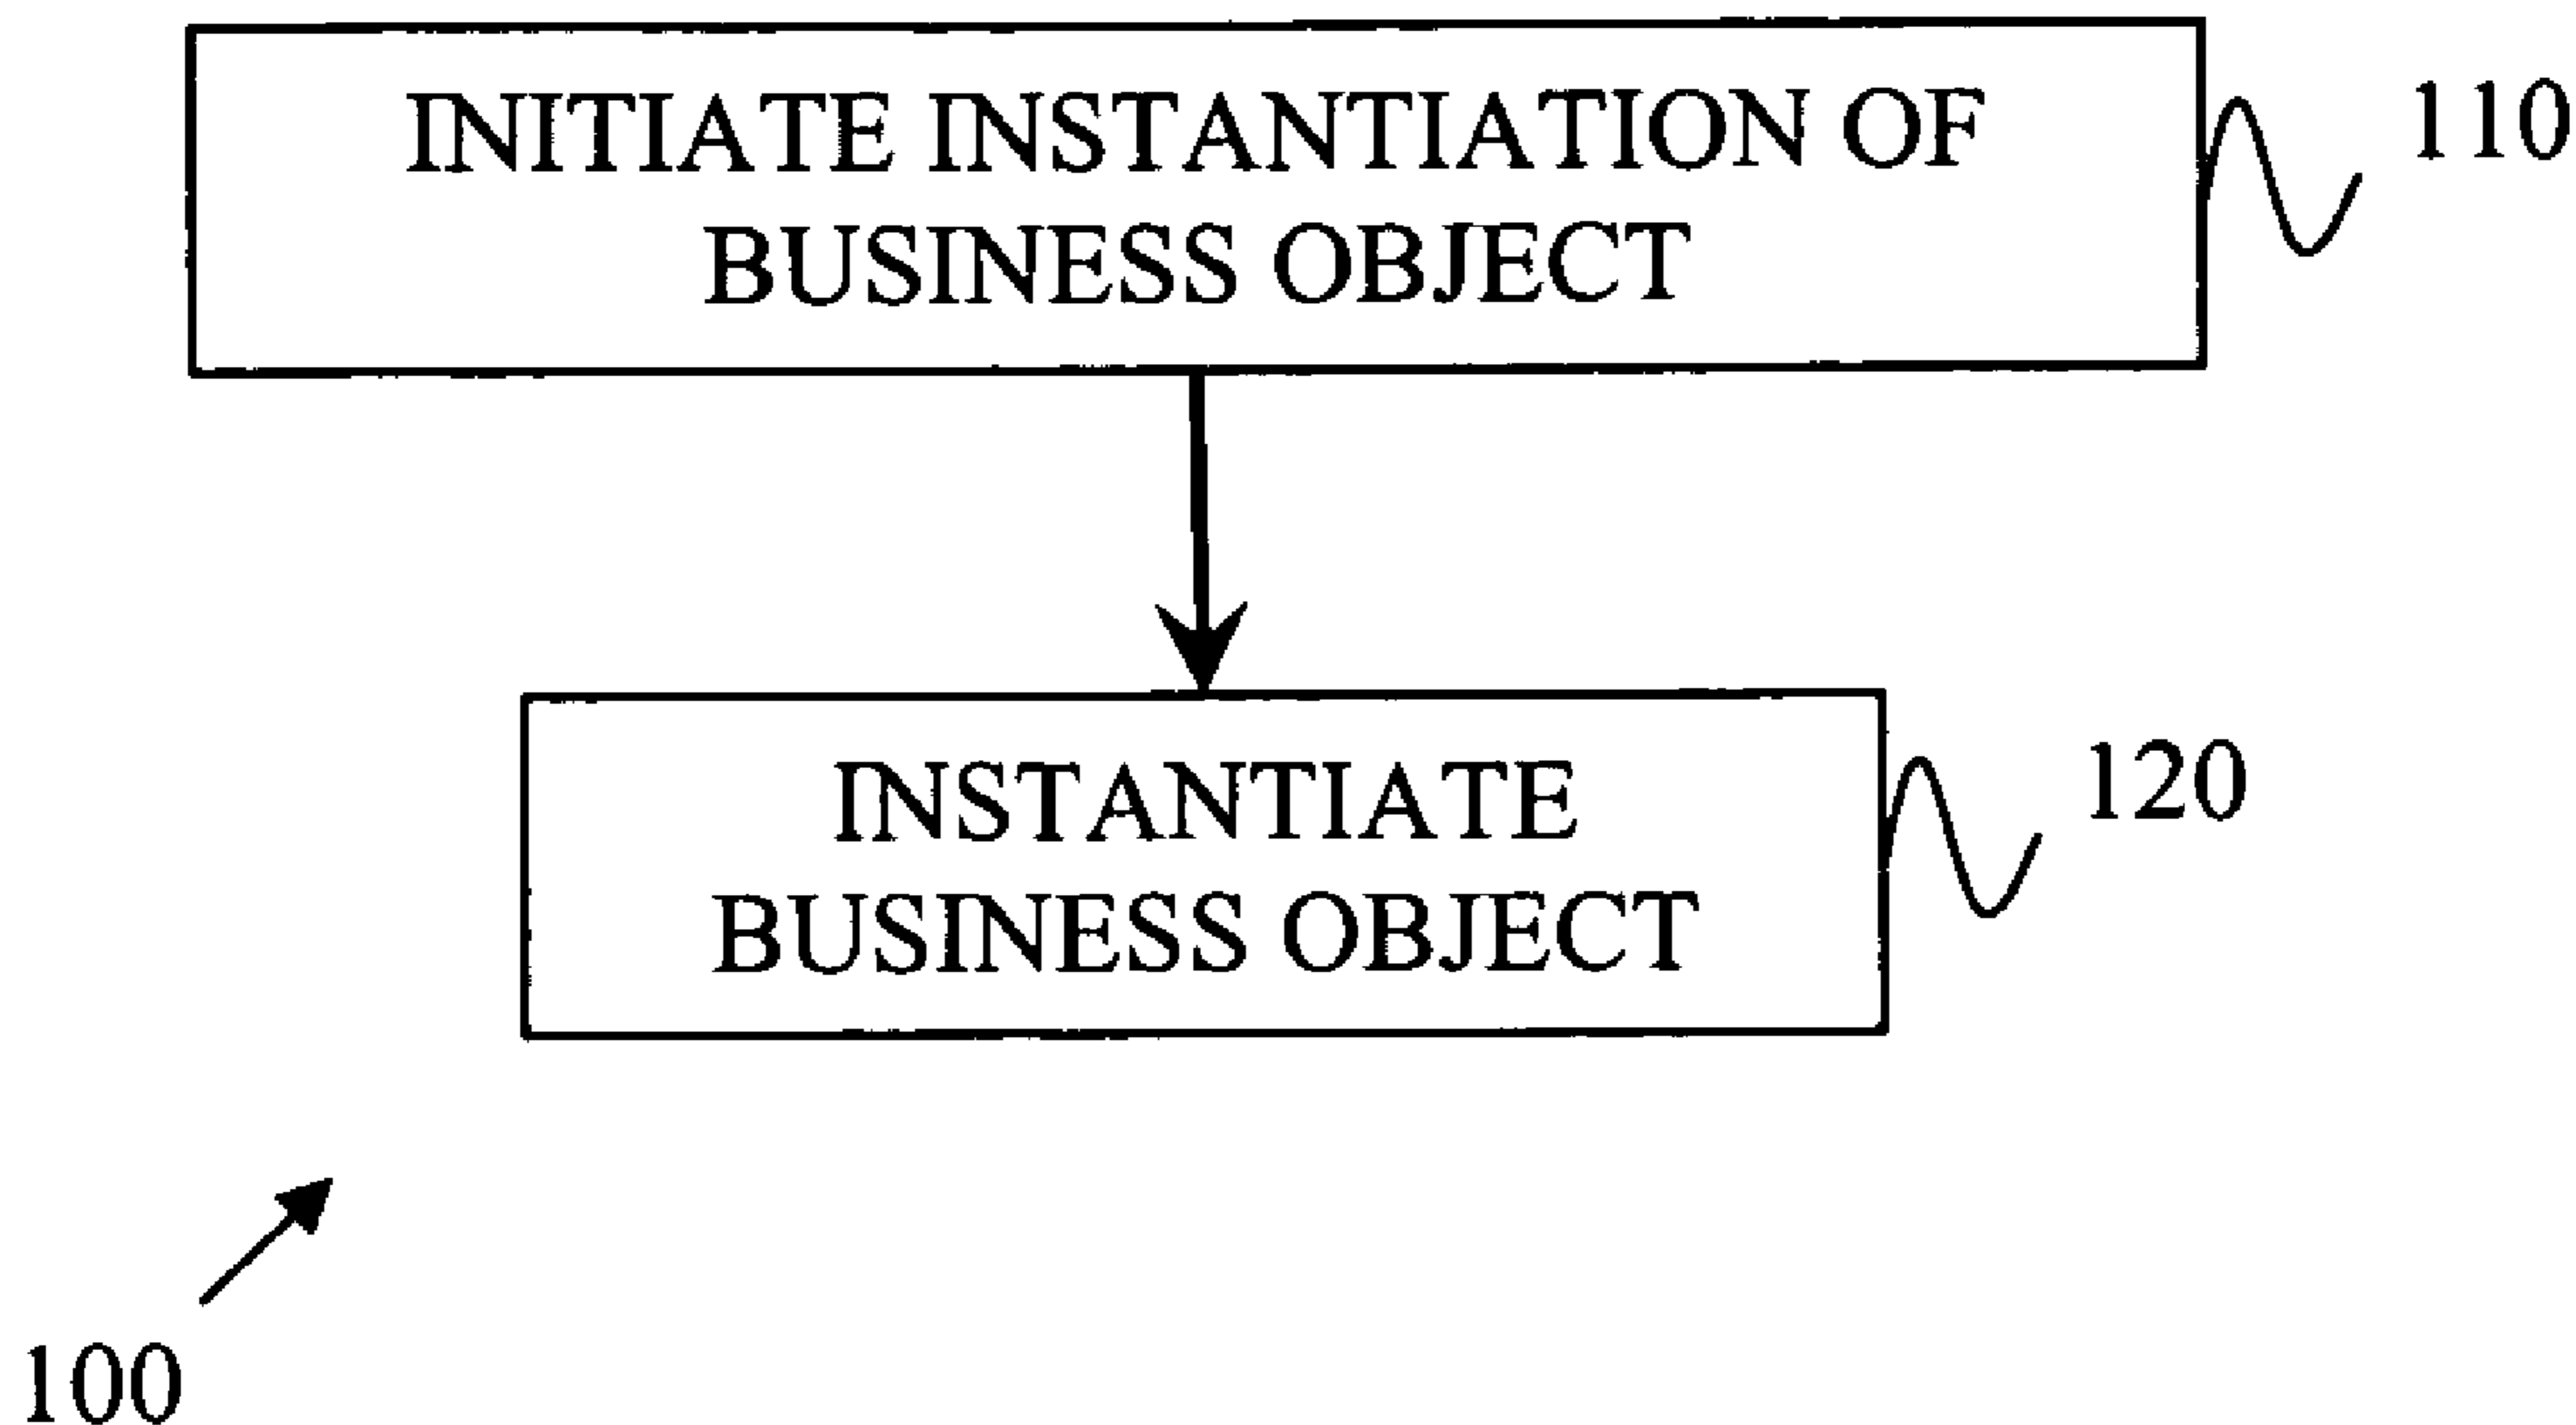 INITIATE INSTANTIATION OF
BUSINESS OBJECT
110
INSTANTIATE
BUSINESS OBJECT
120
100